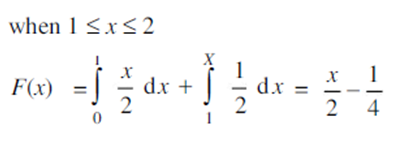 when 1 ≤ x ≤ 2
F(x) = ∫₀¹ x/2 dx + ∫₁ˣ 1/2 dx = x/2 − 1/4